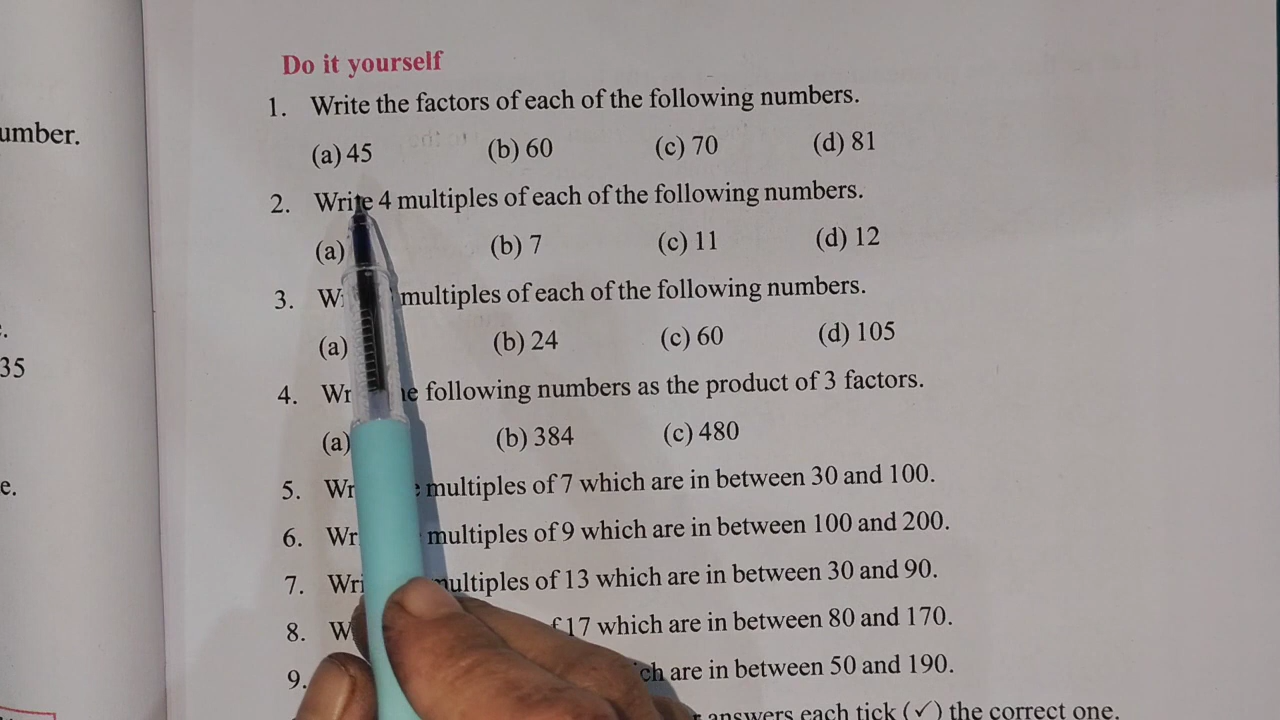 umber.
35
e.
Do it yourself
1. Write the factors of each of the following numbers.
(a) 45 (b) 60 (c) 70 (d) 81
2. Write 4 multiples of each of the following numbers.
(a) (b) 7 (c) 11 (d) 12
3. multiples of each of the following numbers.
(a) (b) 24 (c) 60 (d) 105
4. following numbers as the product of 3 factors.
(a) (b) 384 (c) 480
5. multiples of 7 which are in between 30 and 100.
6. multiples of 9 which are in between 100 and 200.
7. multiples of 13 which are in between 30 and 90.
8. 17 which are in between 80 and 170.
9. are in between 50 and 190.
answers each tick (✓) the correct one.